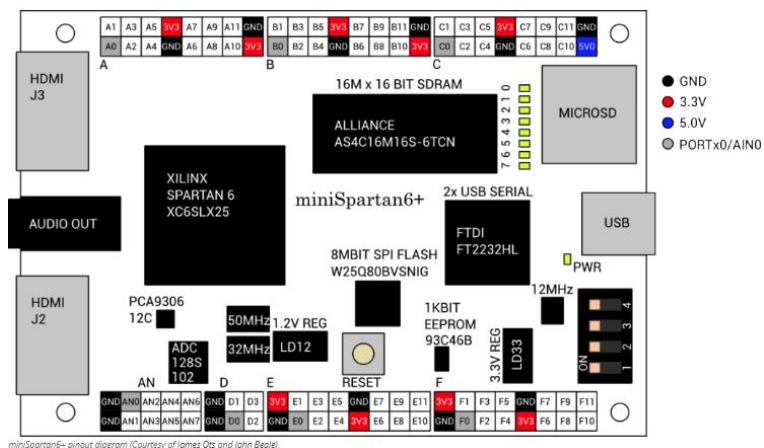 A1 A3 A5 3V3 A7 A9 A11 GND B1 B3 B5 3V3 B7 B9 B11 GND C1 C3 C5 3V3 C7 C9 C11 GND
A0 A2 A4 GND A6 A8 A10 3V3 B0 B2 B4 GND B6 B8 B10 3V3 C0 C2 C4 GND C6 C8 C10 5V0
A B C
HDMI
J3
16M x 16 BIT SDRAM
ALLIANCE
AS4C16M16S-6TCN
7 6 5 4 3 2 1 0
MICROSD
GND
3.3V
5.0V
PORTx0/AIN0
XILINX
SPARTAN 6
XC6SLX25
miniSpartan6+
2x USB SERIAL
FTDI
FT2232HL
AUDIO OUT
USB
PWR
8MBIT SPI FLASH
W25Q80BVSNIG
HDMI
J2
PCA9306
12C
50MHz
32MHz
1.2V REG
LD12
ADC
128S
102
RESET
1KBIT
EEPROM
93C46B
3.3V REG
LD33
12MHz
ON
4
3
2
1
AN D E F
GND AN0 AN2 AN4 AN6 GND D1 D3 3V3 E1 E3 E5 GND E7 E9 E11 3V3 F1 F3 F5 GND F7 F9 F11
GND AN1 AN3 AN5 AN7 GND D0 D2 GND E0 E2 E4 3V3 E6 E8 E10 GND F0 F2 F4 3V3 F6 F8 F10
miniSpartan6+ pinout diagram (Courtesy of James Ots and John Beale)